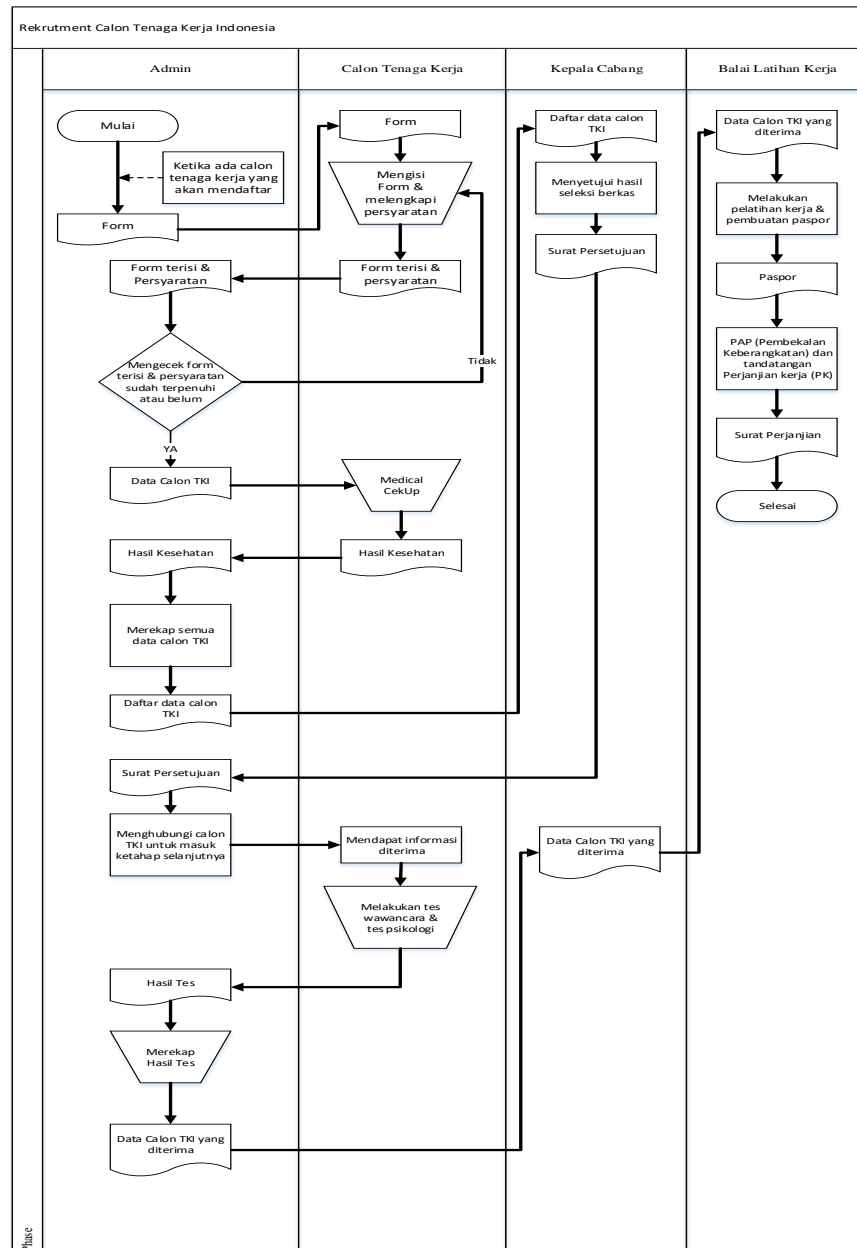 Rekrutment Calon Tenaga Kerja Indonesia
Admin
Calon Tenaga Kerja
Kepala Cabang
Balai Latihan Kerja
Mulai
Ketika ada calon
tenaga kerja yang
akan mendaftar
Form
Form
Mengisi
Form &
melengkapi
persyaratan
Form terisi &
persyaratan
Form terisi &
Persyaratan
Mengecek form
terisi & persyaratan
sudah terpenuhi
atau belum
Tidak
YA
Data Calon TKI
Medical
CekUp
Hasil Kesehatan
Hasil Kesehatan
Merekap semua
data calon TKI
Daftar data calon
TKI
Daftar data calon
TKI
Menyetujui hasil
seleksi berkas
Surat Persetujuan
Surat Persetujuan
Menghubungi calon
TKI untuk masuk
ketahap selanjutnya
Mendapat informasi
diterima
Melakukan tes
wawancara &
tes psikologi
Hasil Tes
Merekap
Hasil Tes
Data Calon TKI yang
diterima
Data Calon TKI yang
diterima
Data Calon TKI yang
diterima
Melakukan
pelatihan kerja &
pembuatan paspor
Paspor
PAP (Pembekalan
Keberangkatan) dan
tandatangan
Perjanjian kerja (PK)
Surat Perjanjian
Selesai
Phase